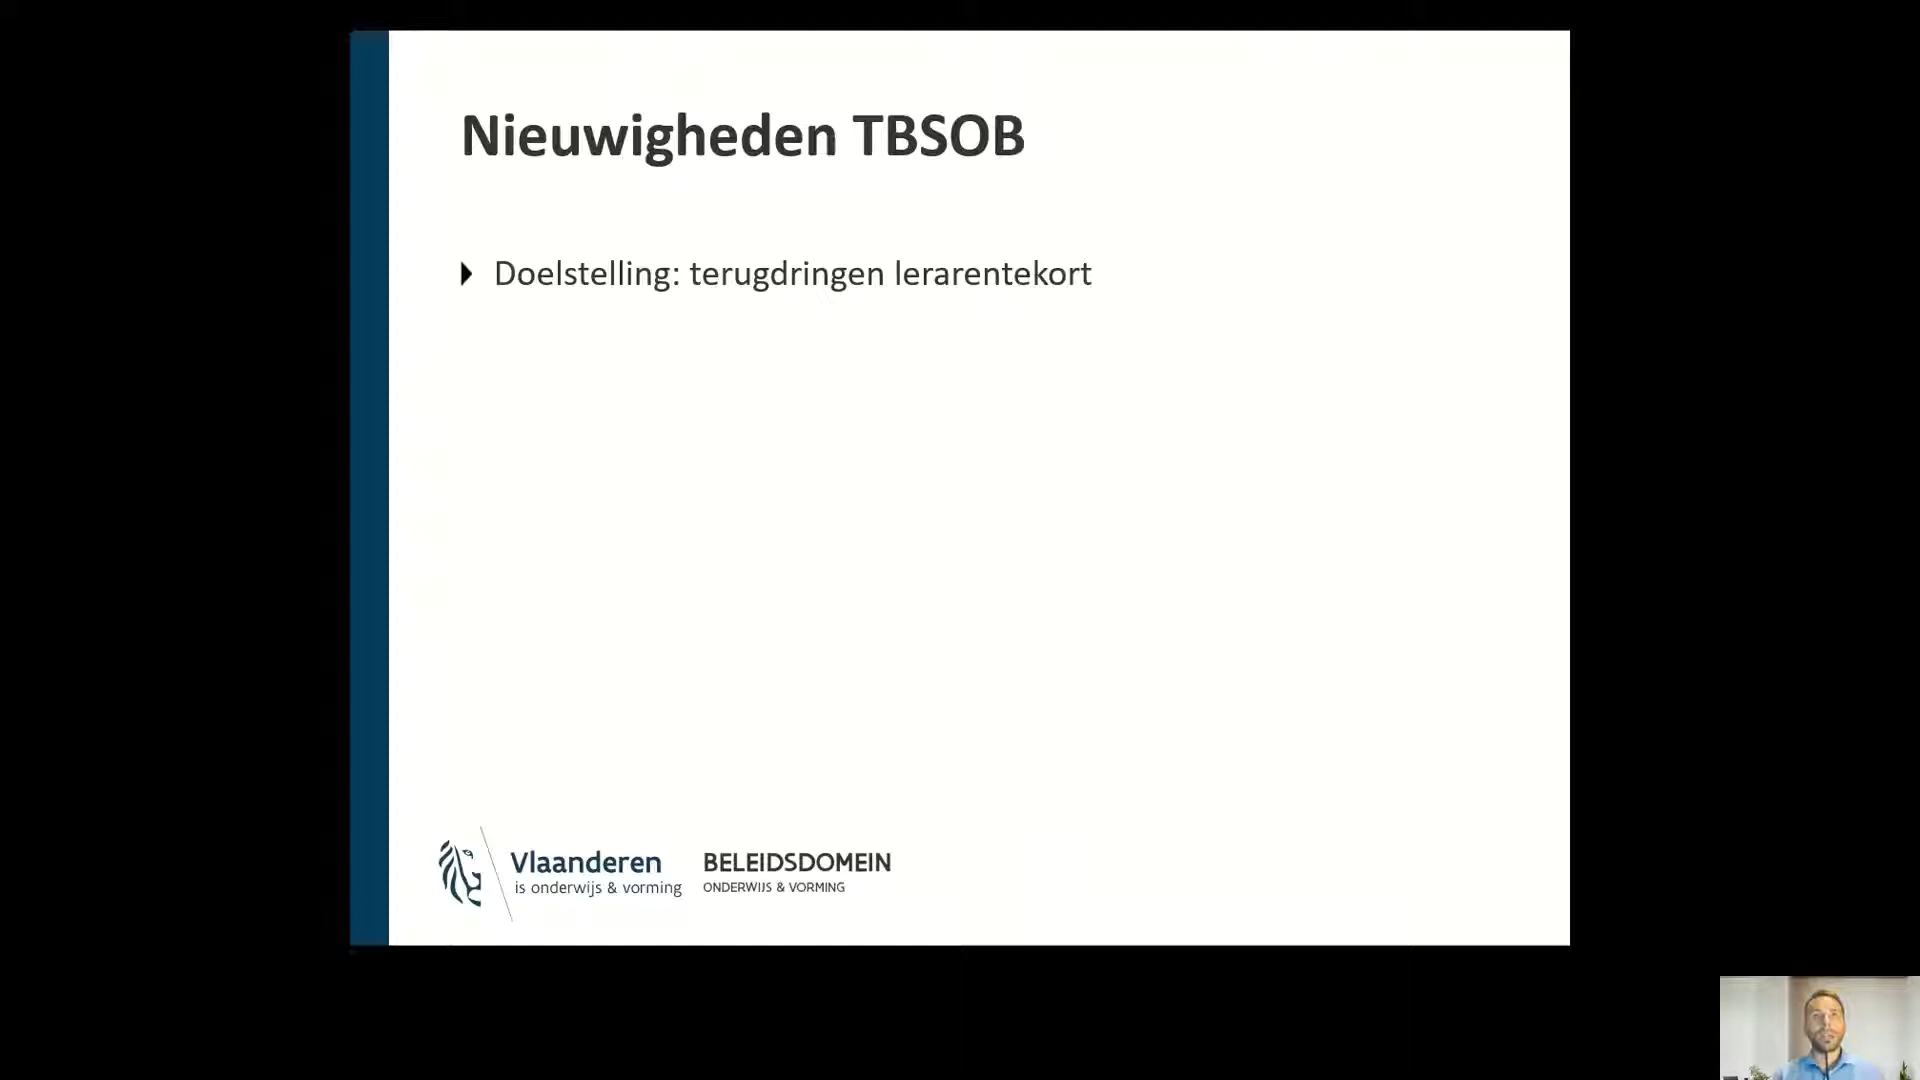 Nieuwigheden TBSOB
Doelstelling: terugdringen lerarentekort
Vlaanderen
is onderwijs & vorming
BELEIDSDOMEIN
ONDERWIJS & VORMING